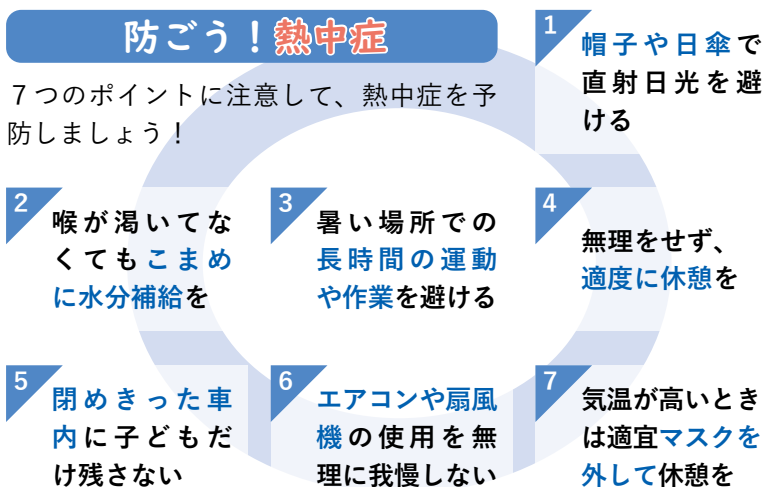 防ごう！熱中症
７つのポイントに注意して、熱中症を予
防しましょう！
1
帽子や日傘で
直射日光を避
ける
2
喉が渇いてな
くてもこまめ
に水分補給を
3
暑い場所での
長時間の運動
や作業を避ける
4
無理をせず、
適度に休憩を
5
閉めきった車
内に子どもだ
け残さない
6
エアコンや扇風
機の使用を無
理に我慢しない
7
気温が高いとき
は適宜マスクを
外して休憩を